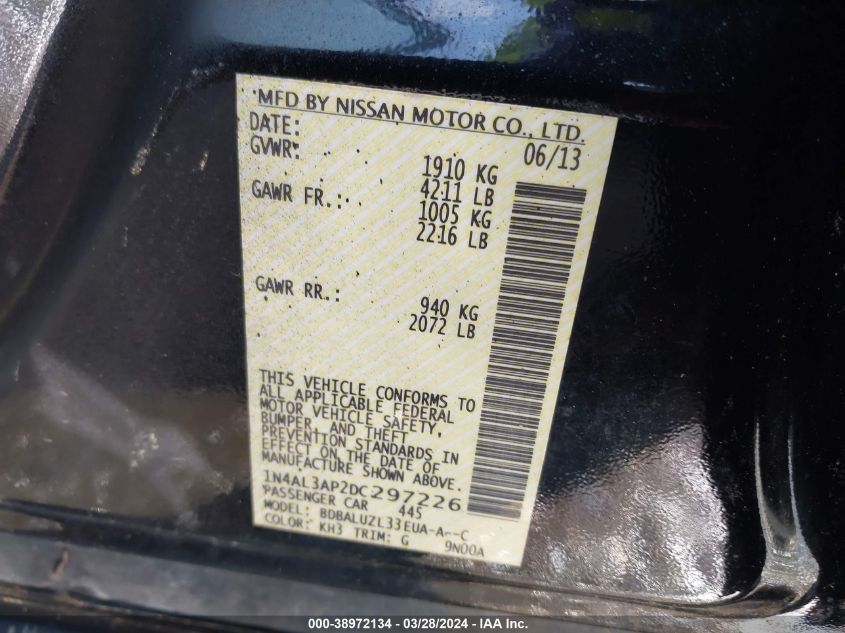 MFD BY NISSAN MOTOR CO., LTD.
DATE: 06/13
GVWR: 1910 KG
4211 LB
GAWR FR.: 1005 KG
2216 LB
GAWR RR.: 940 KG
2072 LB
THIS VEHICLE CONFORMS TO
ALL APPLICABLE FEDERAL
MOTOR VEHICLE SAFETY,
BUMPER, AND THEFT
PREVENTION STANDARDS IN
EFFECT ON THE DATE OF
MANUFACTURE SHOWN ABOVE.
1N4AL3AP2DC297226
PASSENGER CAR 445
MODEL: BDBALUZL33EUA-A--C
COLOR: KH3 TRIM: G 9N00A
000-38972134 / 03/28/2024 - IAA Inc.